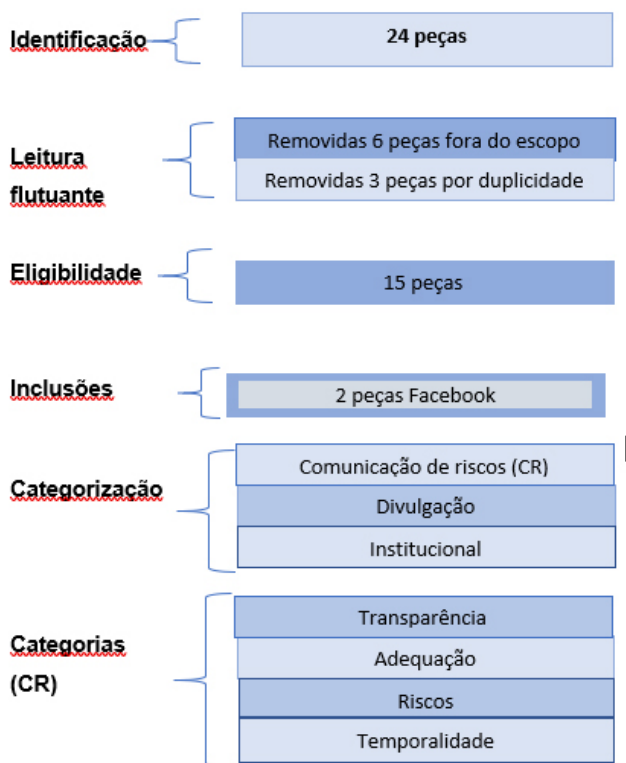 Identificação
24 peças
Leitura
flutuante
Removidas 6 peças fora do escopo
Removidas 3 peças por duplicidade
Eligibilidade
15 peças
Inclusões
2 peças Facebook
Categorização
Comunicação de riscos (CR)
Divulgação
Institucional
Categorias
(CR)
Transparência
Adequação
Riscos
Temporalidade